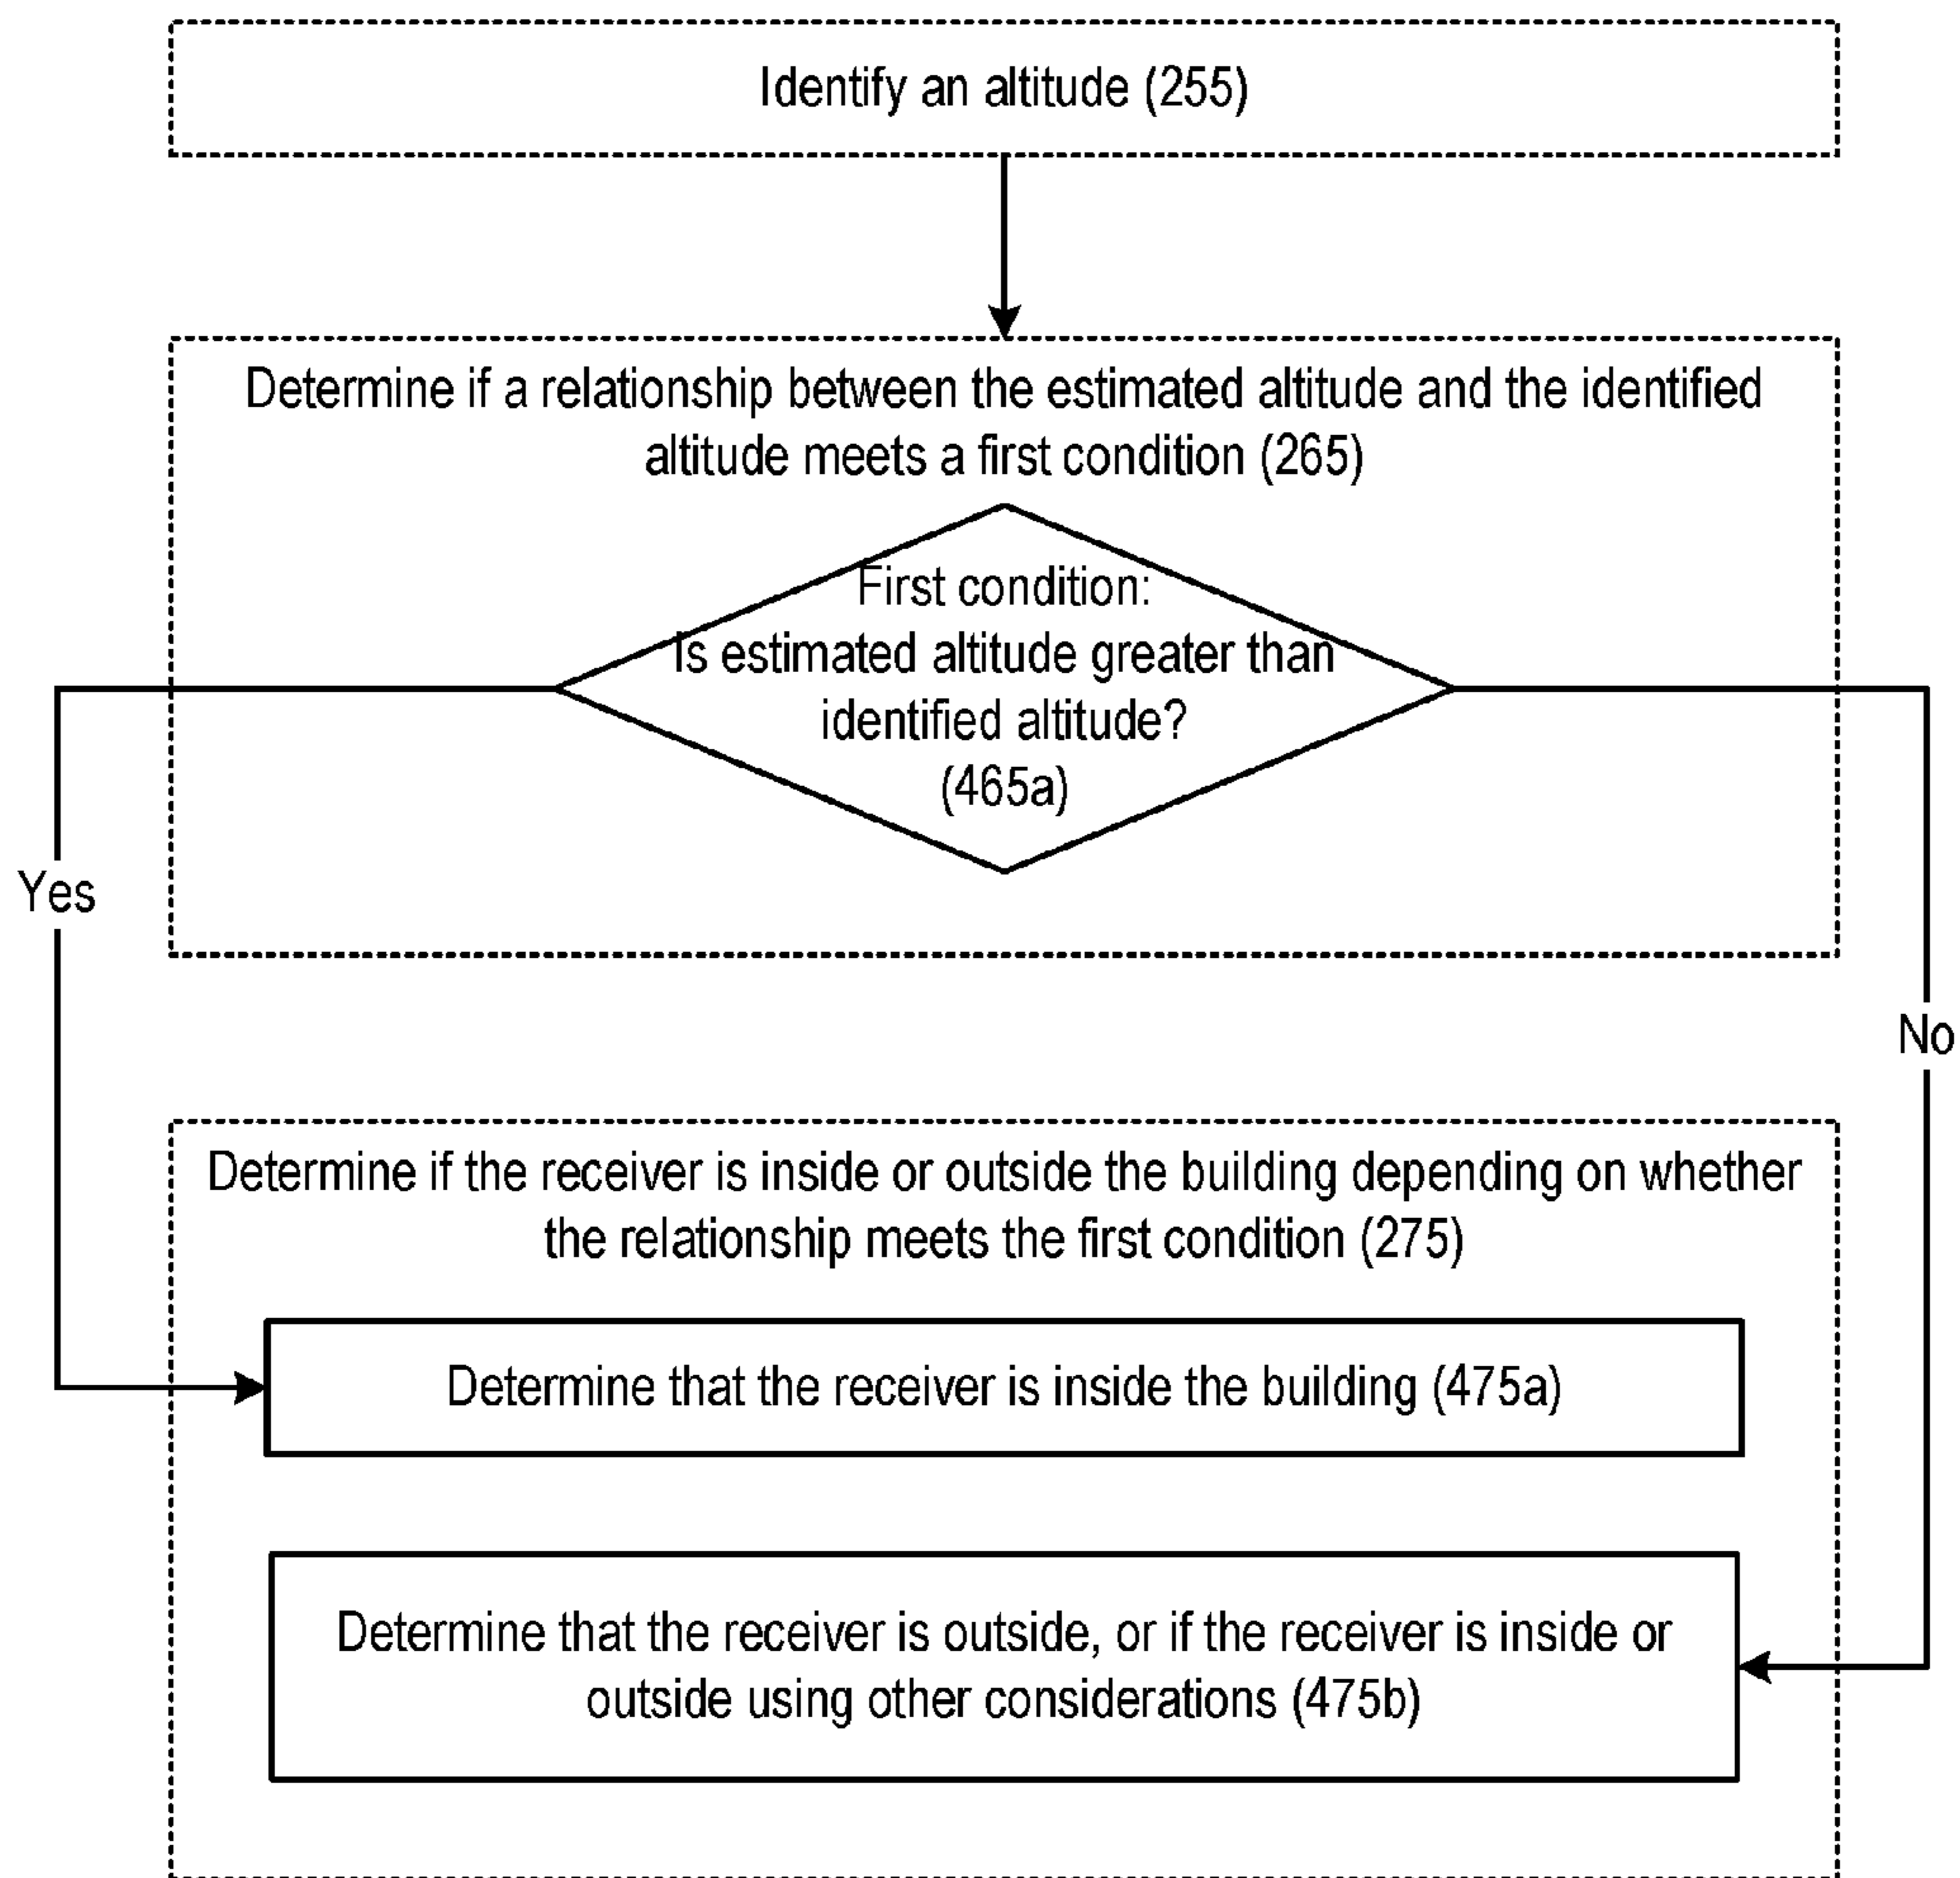 Identify an altitude (255)
Determine if a relationship between the estimated altitude and the identified
altitude meets a first condition (265)
First condition:
Is estimated altitude greater than
identified altitude?
(465a)
Yes
No
Determine if the receiver is inside or outside the building depending on whether
the relationship meets the first condition (275)
Determine that the receiver is inside the building (475a)
Determine that the receiver is outside, or if the receiver is inside or
outside using other considerations (475b)